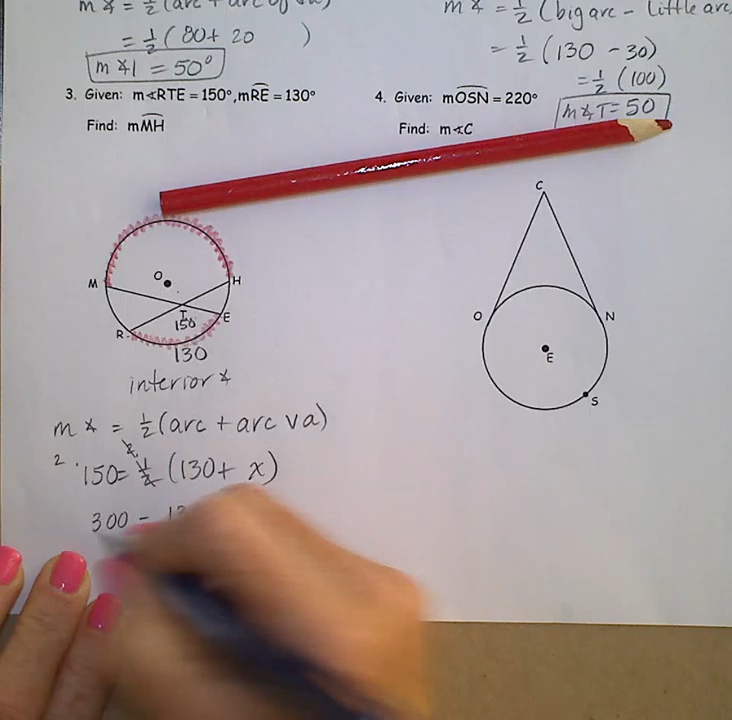 = ½ (80 + 20 )
m∡1 = 50°
m∡ = ½ (big arc - little arc
= ½ (130 - 30)
= ½ (100)
m∡T = 50
3. Given: m∢RTE = 150°, mRE = 130°
Find: mMH
4. Given: mOSN = 220°
Find: m∢C
O
M
H
T
150
E
R
130
C
O
N
E
S
interior ∡
m∡ = ½ (arc + arc va)
2 · 150 = ½ (130 + x)
300 =